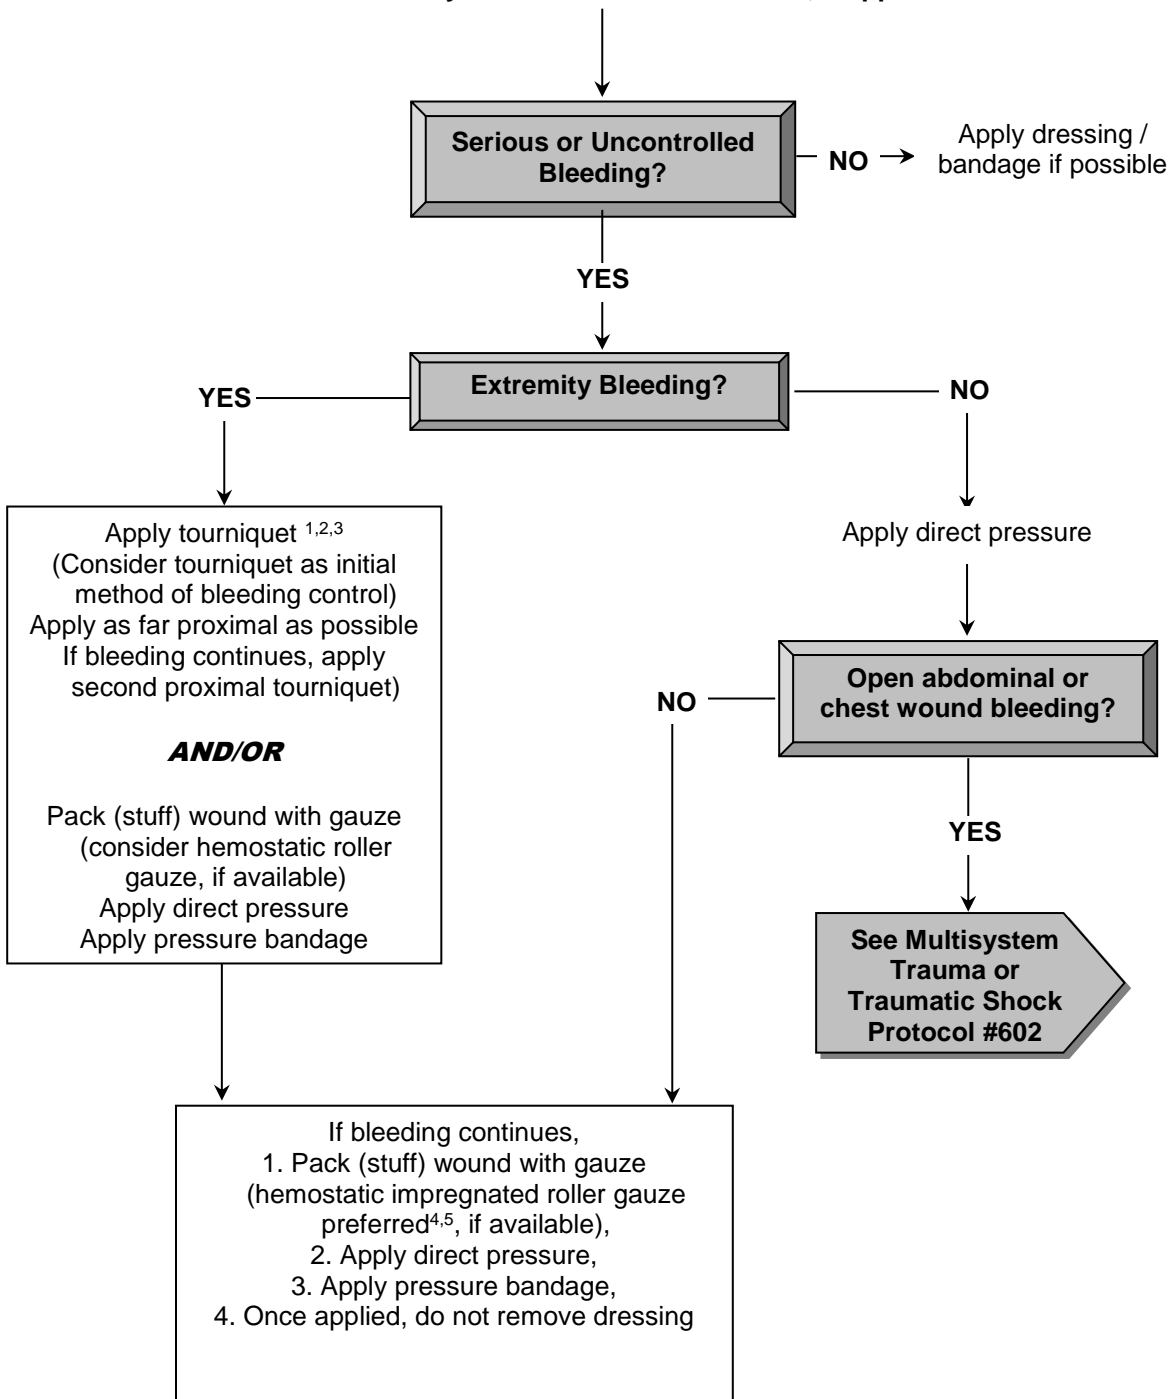 Serious or Uncontrolled
Bleeding?
NO
Apply dressing /
bandage if possible
YES
Extremity Bleeding?
YES
NO
Apply tourniquet 1,2,3
(Consider tourniquet as initial
method of bleeding control)
Apply as far proximal as possible
If bleeding continues, apply
second proximal tourniquet)
AND/OR
Pack (stuff) wound with gauze
(consider hemostatic roller
gauze, if available)
Apply direct pressure
Apply pressure bandage
Apply direct pressure
Open abdominal or
chest wound bleeding?
NO
YES
See Multisystem
Trauma or
Traumatic Shock
Protocol #602
If bleeding continues,
1. Pack (stuff) wound with gauze
(hemostatic impregnated roller gauze
preferred4,5, if available),
2. Apply direct pressure,
3. Apply pressure bandage,
4. Once applied, do not remove dressing